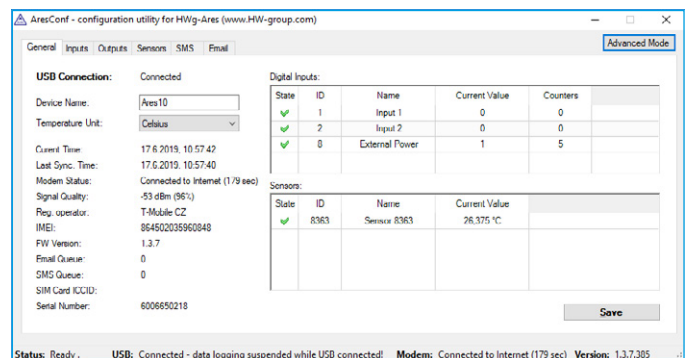 AresConf - configuration utility for HWg-Ares (www.HW-group.com)
Advanced Mode
General Inputs Outputs Sensors SMS Email
USB Connection: Connected
Device Name: Ares10
Temperature Unit: Celsius
Curent Time: 17.6.2019, 10:57:42
Last Sync. Time: 17.6.2019, 10:57:40
Modem Status: Connected to Internet (179 sec)
Signal Quality: -53 dBm (96%)
Reg. operator: T-Mobile CZ
IMEI: 864502035960848
FW Version: 1.3.7
Email Queue: 0
SMS Queue: 0
SIM Card ICCID:
Serial Number: 6006650218
Digital Inputs:
State ID Name Current Value Counters
1 Input 1 0 0
2 Input 2 0 0
8 External Power 1 5
Sensors:
State ID Name Current Value
8363 Sensor 8363 26,375 °C
Save
Status: Ready . USB: Connected - data logging suspended while USB connected! Modem: Connected to Internet (179 sec) Version: 1.3.7.385